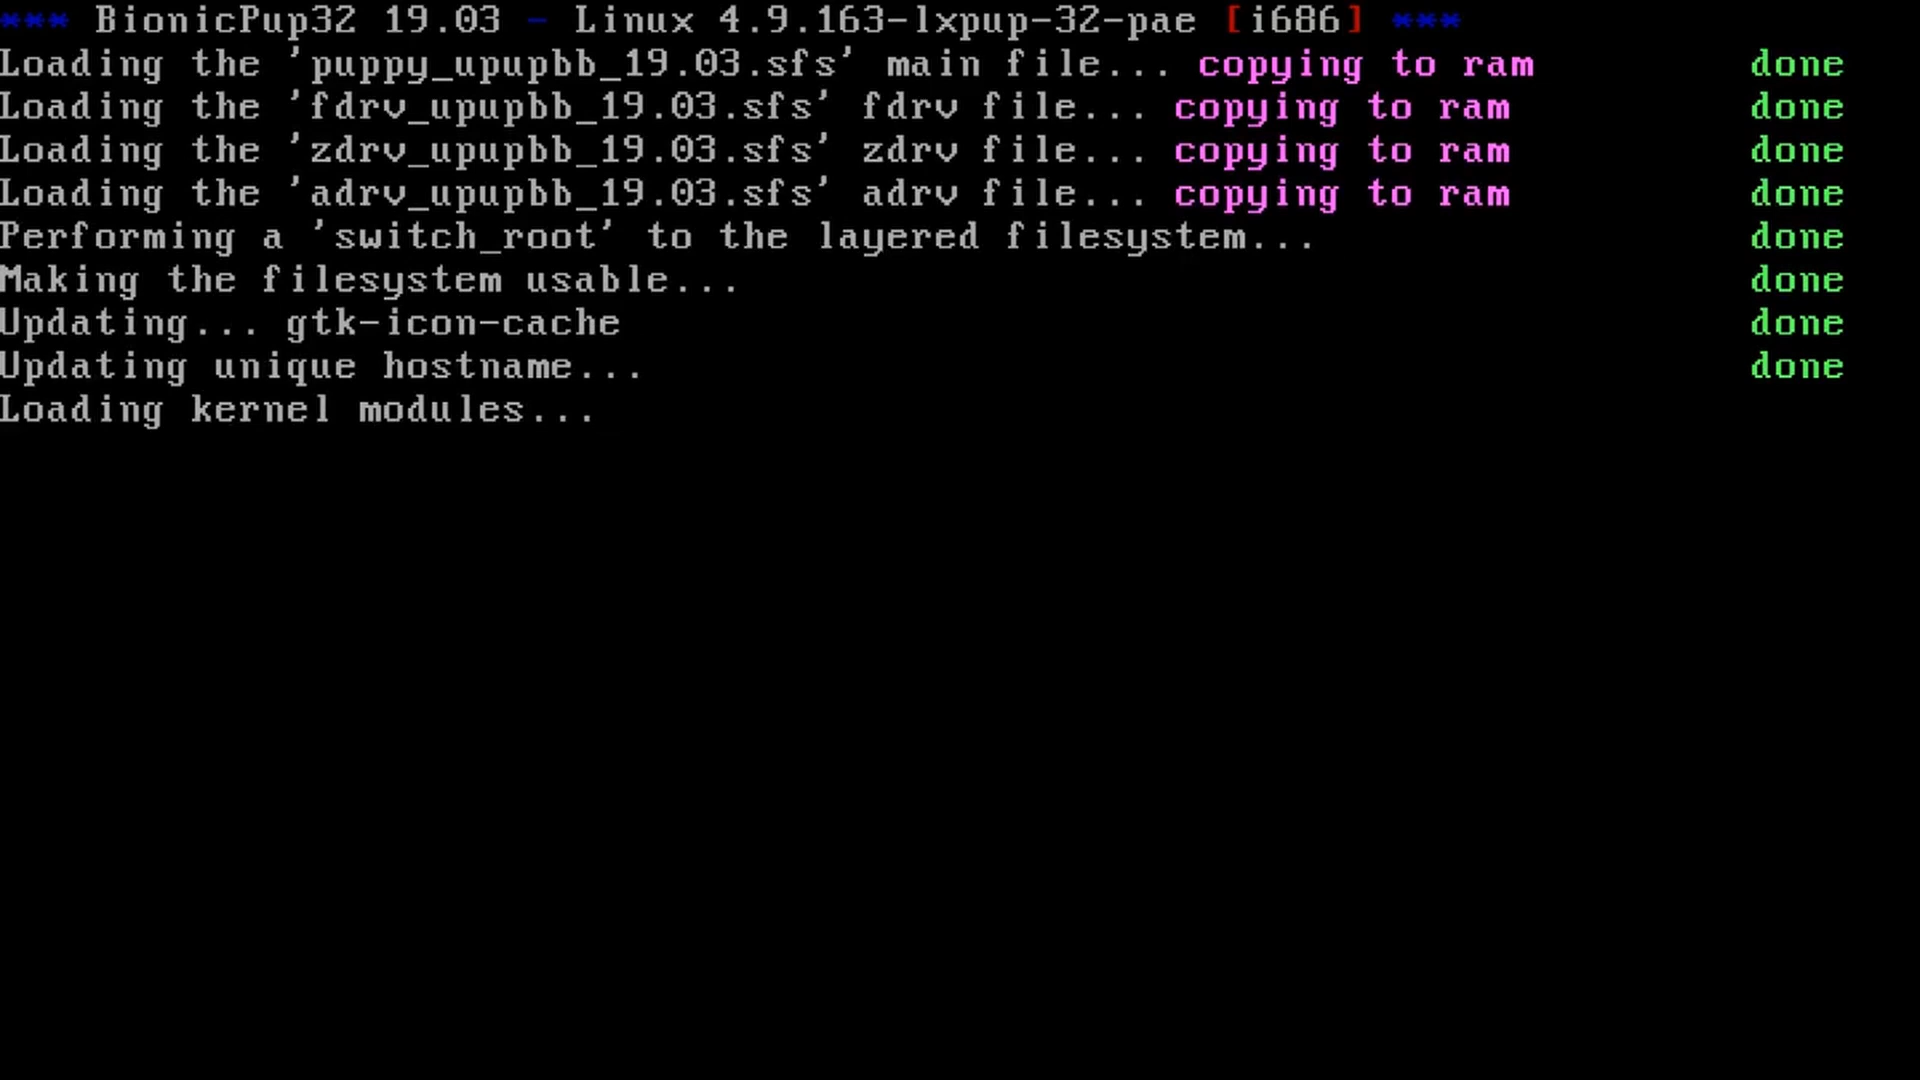 *** BionicPup32 19.03 - Linux 4.9.163-lxpup-32-pae [i686] ***
Loading the 'puppy_upupbb_19.03.sfs' main file... copying to ram done
Loading the 'fdrv_upupbb_19.03.sfs' fdrv file... copying to ram done
Loading the 'zdrv_upupbb_19.03.sfs' zdrv file... copying to ram done
Loading the 'adrv_upupbb_19.03.sfs' adrv file... copying to ram done
Performing a 'switch_root' to the layered filesystem... done
Making the filesystem usable... done
Updating... gtk-icon-cache done
Updating unique hostname... done
Loading kernel modules...